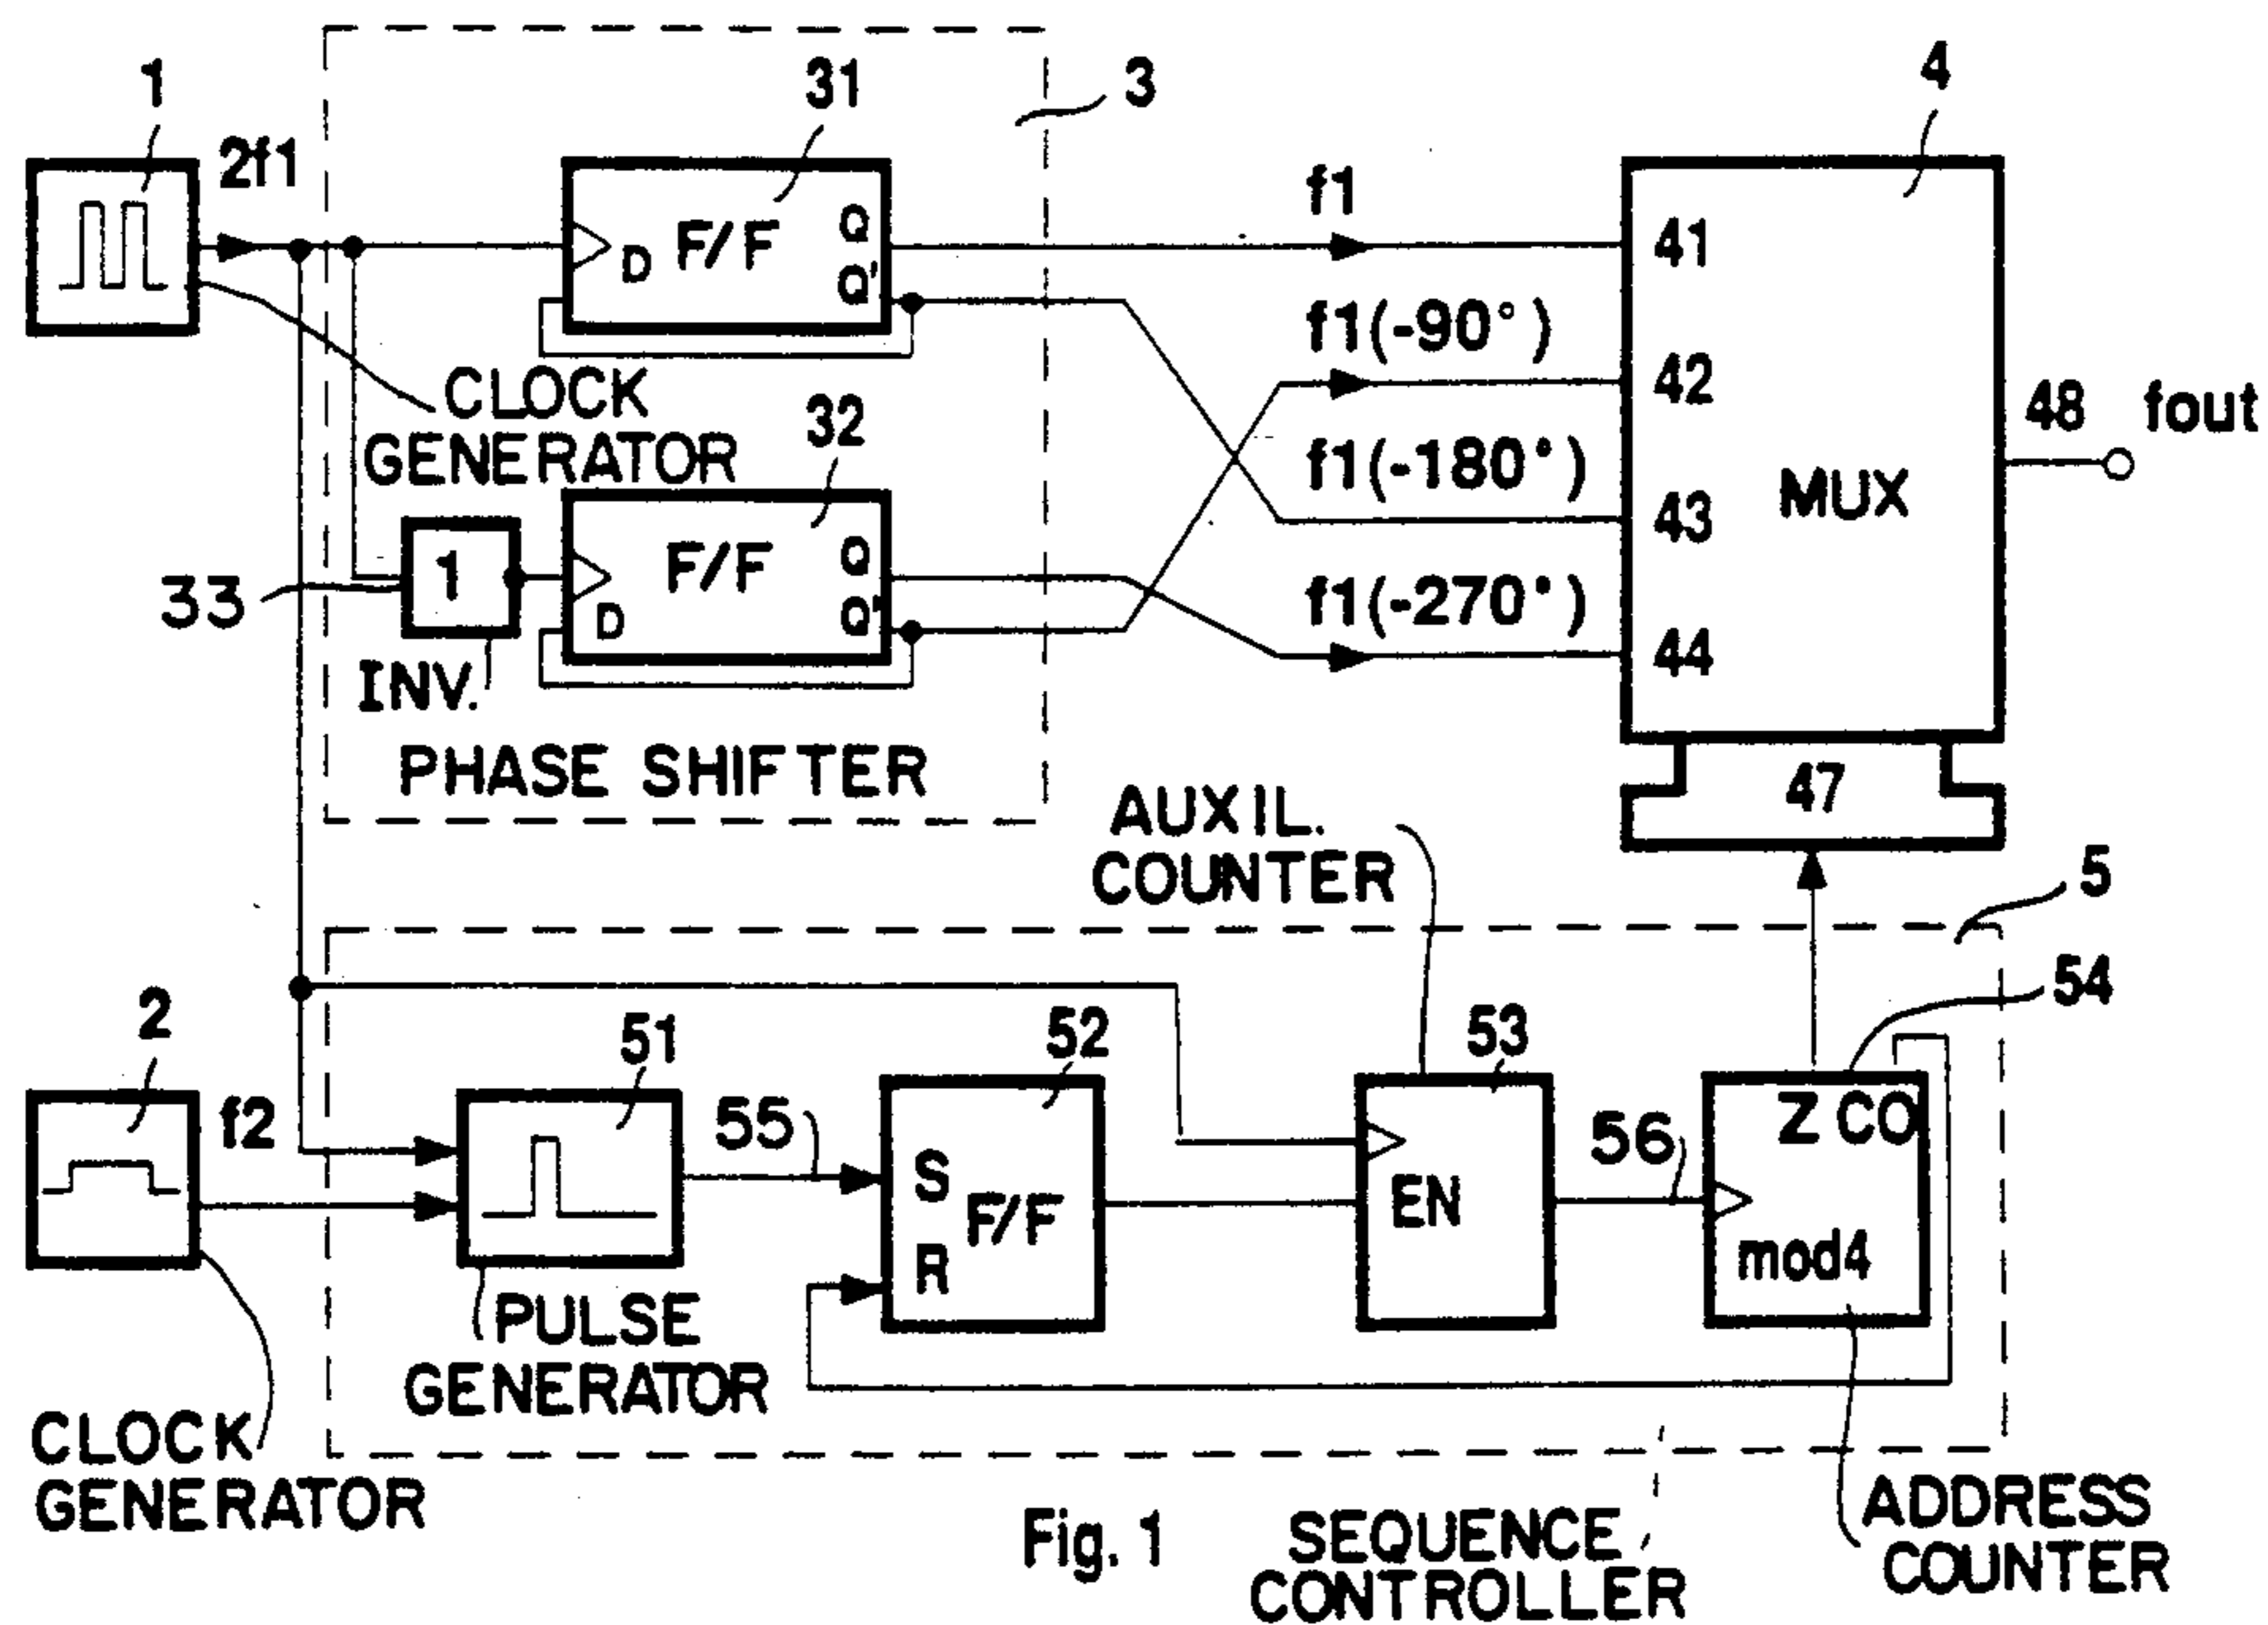 1
2f1
31
3
4
F/F
D
Q
Q'
f1
41
f1(-90°)
42
CLOCK
GENERATOR
32
f1(-180°)
43
MUX
48 fout
33
1
INV.
F/F
D
Q
Q'
f1(-270°)
44
PHASE SHIFTER
47
AUXIL.
COUNTER
5
2
f2
51
55
52
S
R
F/F
53
EN
56
54
Z CO
mod4
PULSE
GENERATOR
CLOCK
GENERATOR
Fig. 1
SEQUENCE
CONTROLLER
ADDRESS
COUNTER